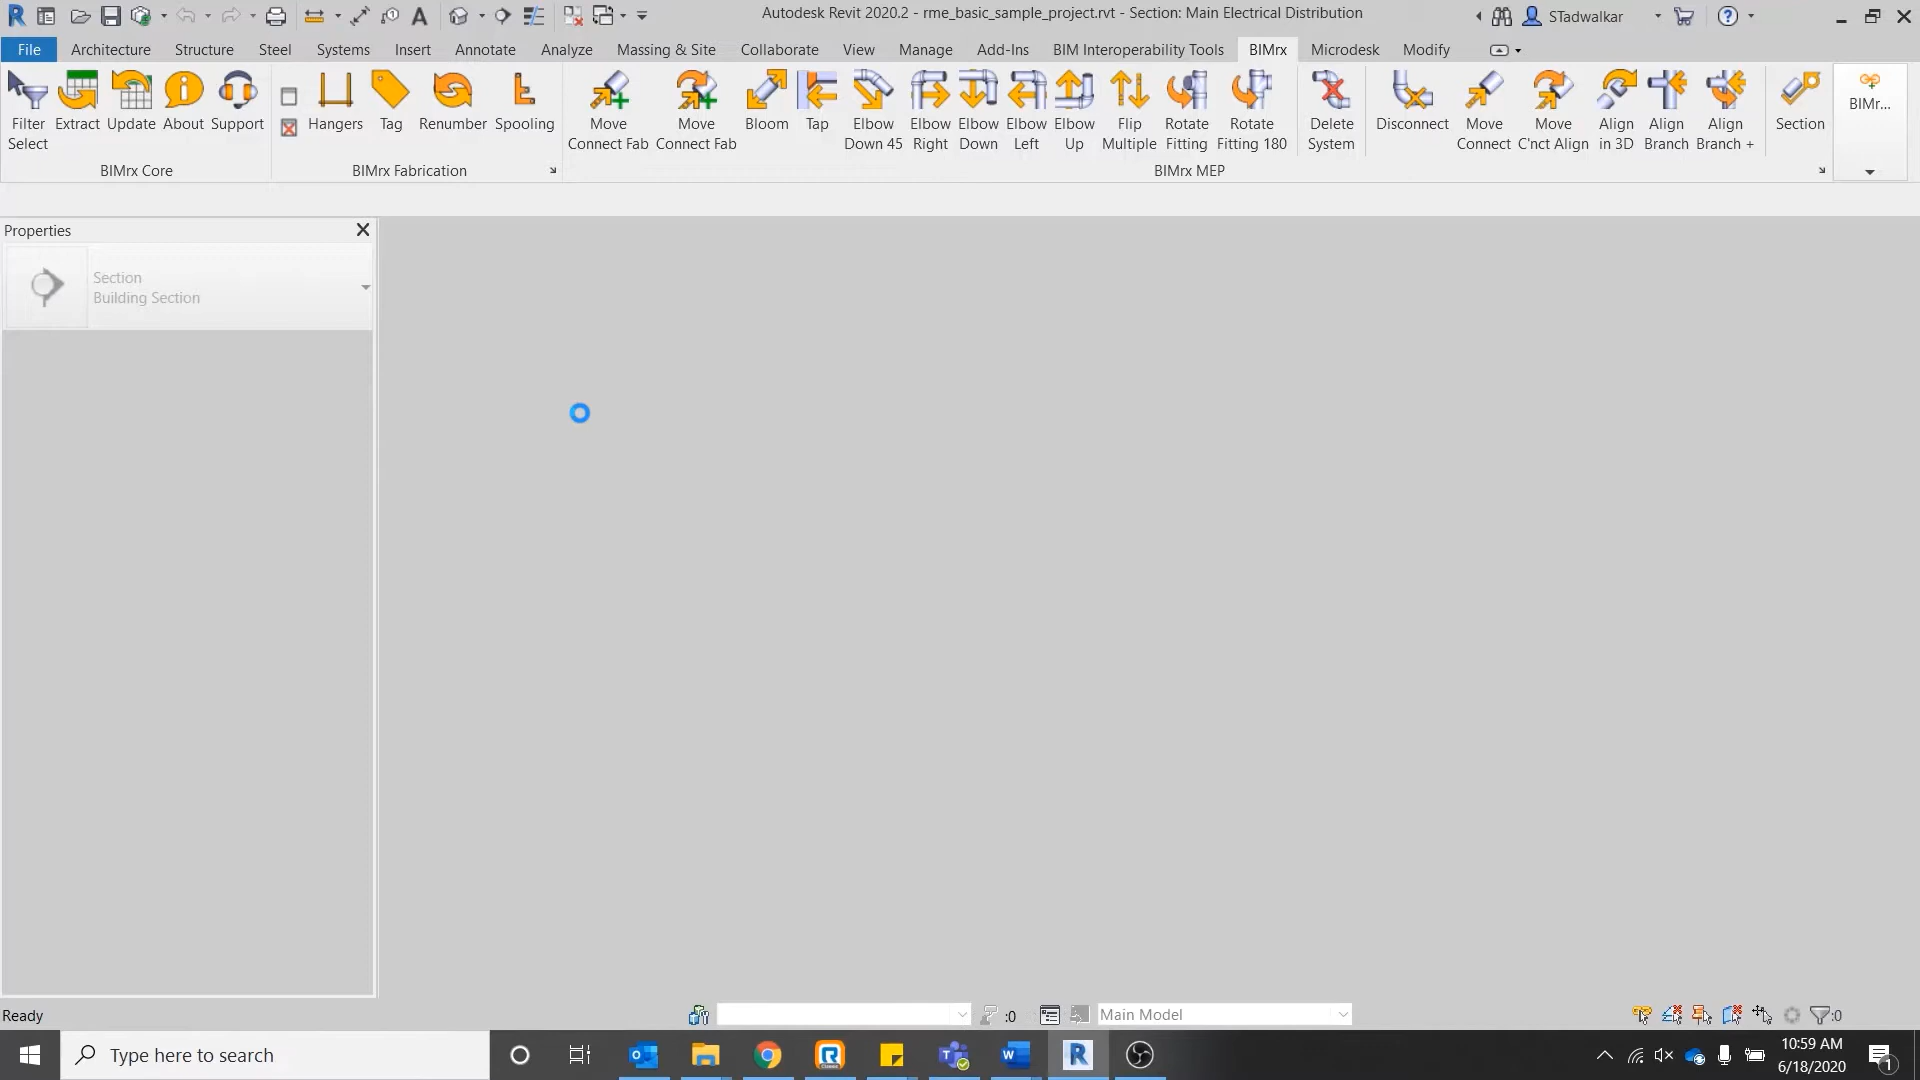 Autodesk Revit 2020.2 - rme_basic_sample_project.rvt - Section: Main Electrical Distribution
STadwalkar
File Architecture Structure Steel Systems Insert Annotate Analyze Massing & Site Collaborate View Manage Add-Ins BIM Interoperability Tools BIMrx Microdesk Modify
Filter Select
Extract
Update
About
Support
Hangers
Tag
Renumber
Spooling
Move Connect Fab
Move Connect Fab
Bloom
Tap
Elbow Down 45
Elbow Right
Elbow Down
Elbow Left
Elbow Up
Flip Multiple
Rotate Fitting
Rotate Fitting 180
Delete System
Disconnect
Move Connect
Move C'nct Align
Align in 3D
Align Branch
Align Branch +
Section
BIMr...
BIMrx Core
BIMrx Fabrication
BIMrx MEP
Properties
Section
Building Section
Ready
:0
Main Model
:0
Type here to search
10:59 AM
6/18/2020
1